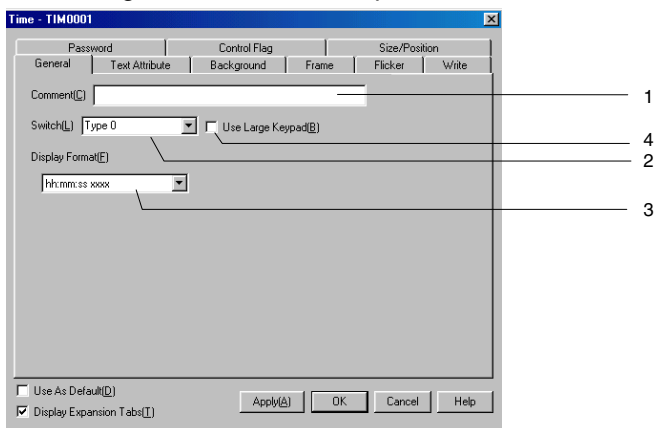 Time - TIM0001
Password Control Flag Size/Position
General Text Attribute Background Frame Flicker Write
Comment(C) 1
Switch(L) Type 0 Use Large Keypad(B)
4
2
Display Format(F)
hh:mm:ss xxxx
3
Use As Default(D)
Apply(A) OK Cancel Help
Display Expansion Tabs(T)